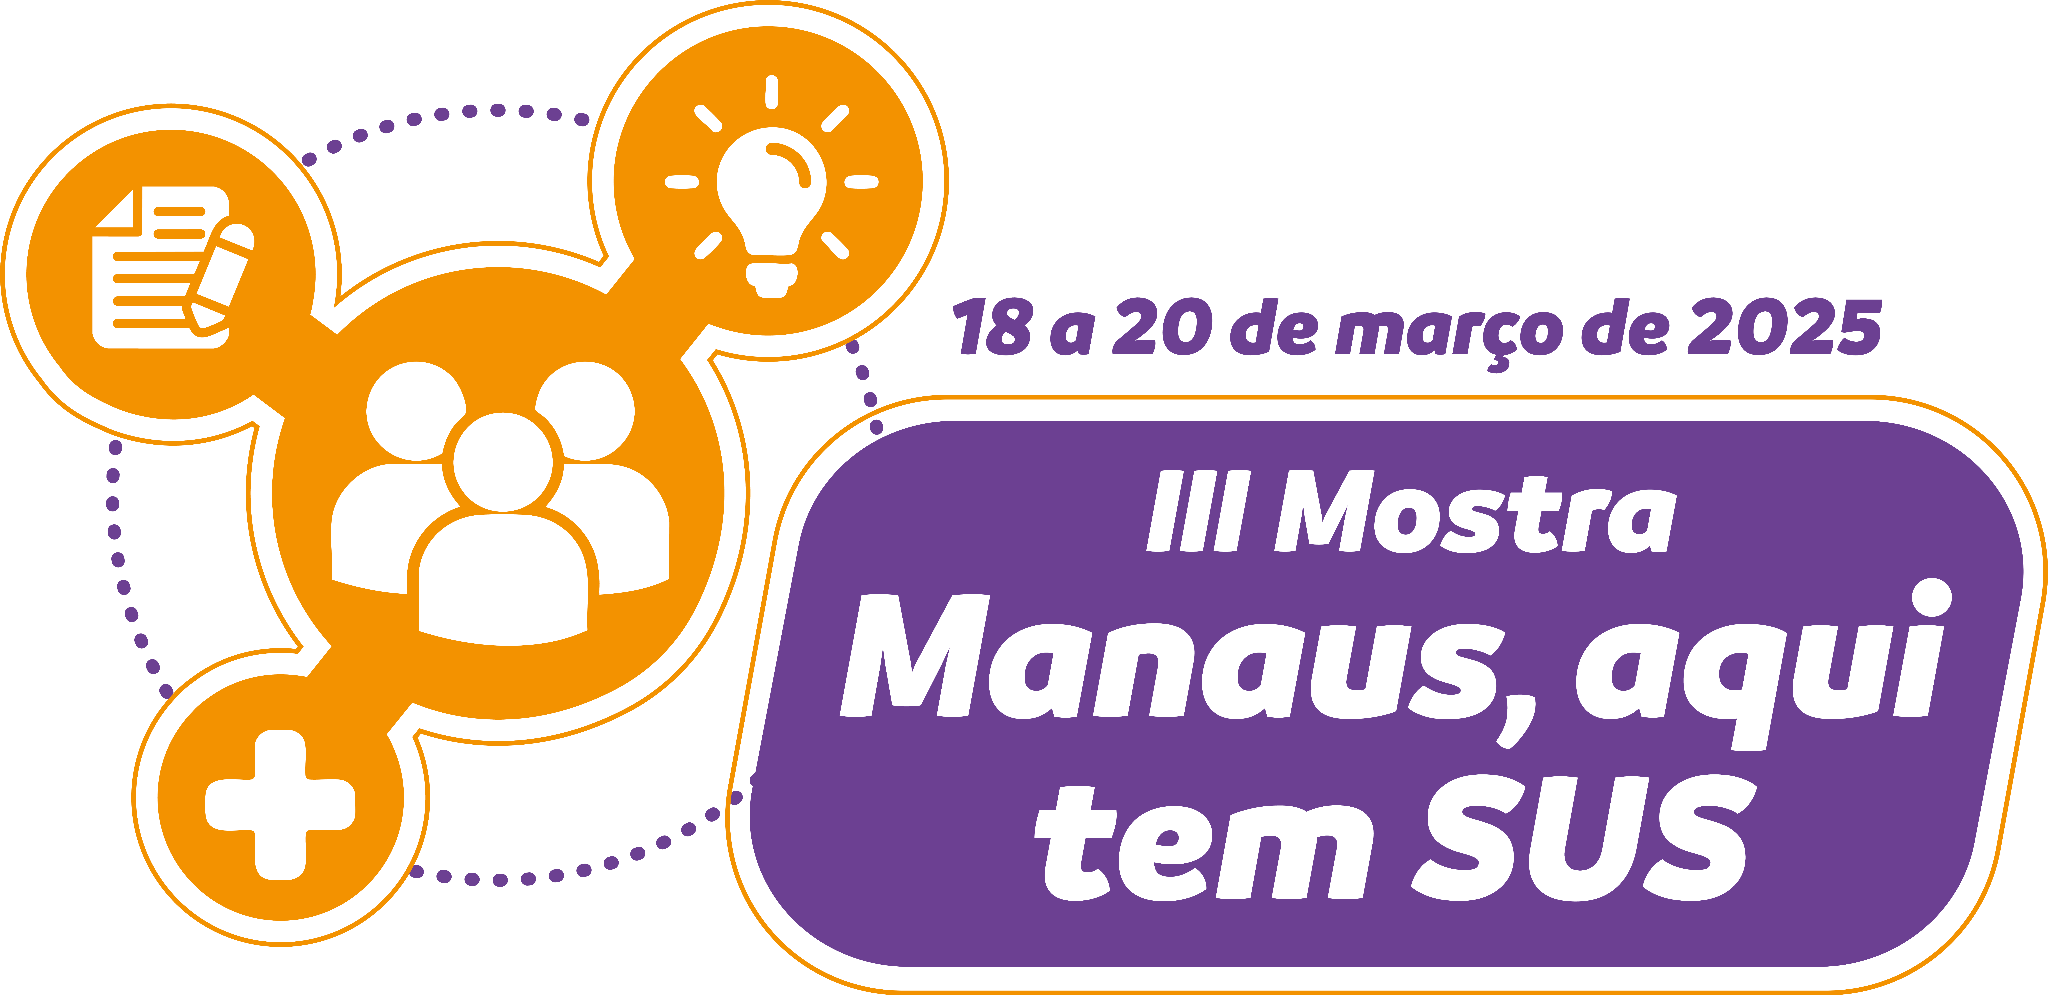 18 a 20 de março de 2025
III Mostra
Manaus, aqui
tem SUS